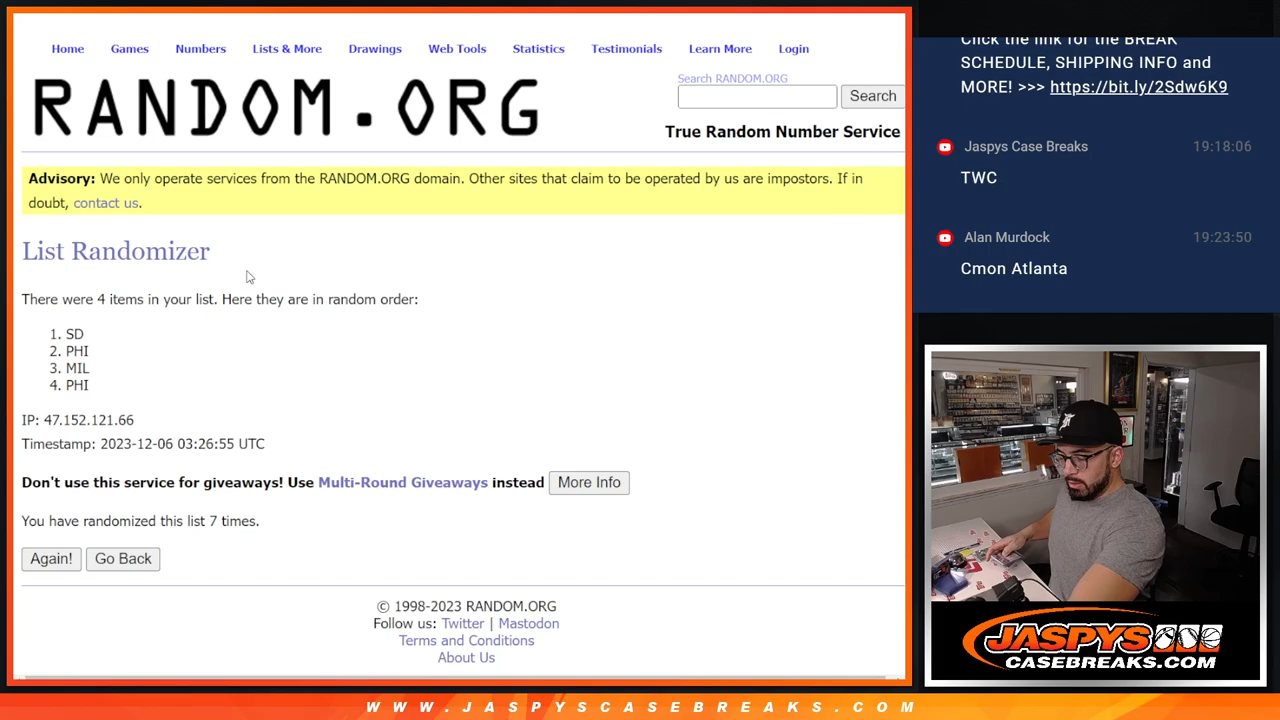 Home Games Numbers Lists & More Drawings Web Tools Statistics Testimonials Learn More Login
RANDOM.ORG
Search RANDOM.ORG
Search
True Random Number Service
Advisory: We only operate services from the RANDOM.ORG domain. Other sites that claim to be operated by us are impostors. If in
doubt, contact us.
List Randomizer
There were 4 items in your list. Here they are in random order:
1. SD
2. PHI
3. MIL
4. PHI
IP: 47.152.121.66
Timestamp: 2023-12-06 03:26:55 UTC
Don't use this service for giveaways! Use Multi-Round Giveaways instead More Info
You have randomized this list 7 times.
Again! Go Back
© 1998-2023 RANDOM.ORG
Follow us: Twitter | Mastodon
Terms and Conditions
About Us
Click the link for the BREAK
SCHEDULE, SHIPPING INFO and
MORE! >>> https://bit.ly/2Sdw6K9
Jaspys Case Breaks 19:18:06
TWC
Alan Murdock 19:23:50
Cmon Atlanta
JASPYS
CASEBREAKS.COM
WWW.JASPYSCASEBREAKS.COM